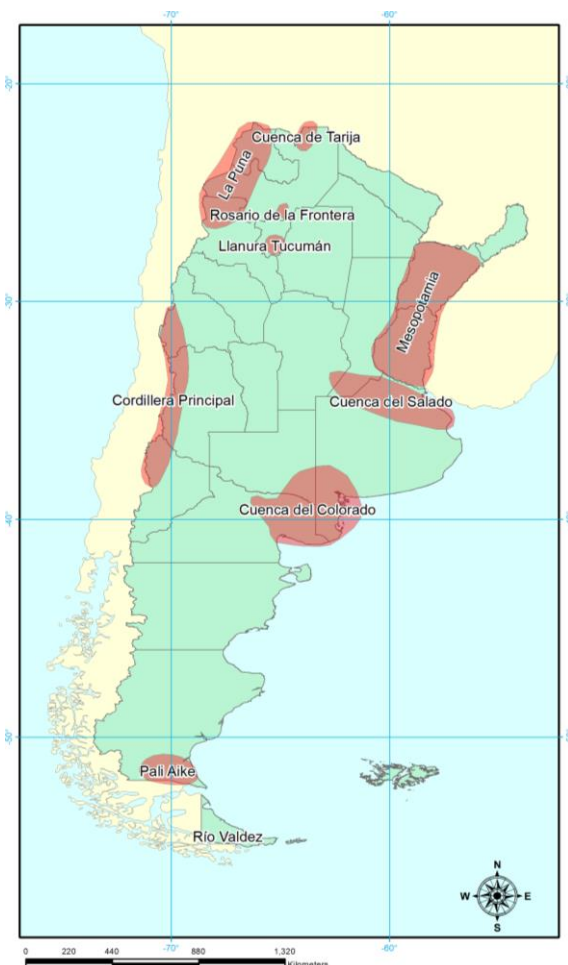 -70°
-60°
-20°
Cuenca de Tarija
La Puna
Rosario de la Frontera
Llanura Tucumán
-30°
Mesopotamia
Cordillera Principal
Cuenca del Salado
Cuenca del Colorado
-40°
-50°
Pali Aike
Río Valdez
N
W E
S
-70°
-60°
0 220 440 880 1,320
Kilometers